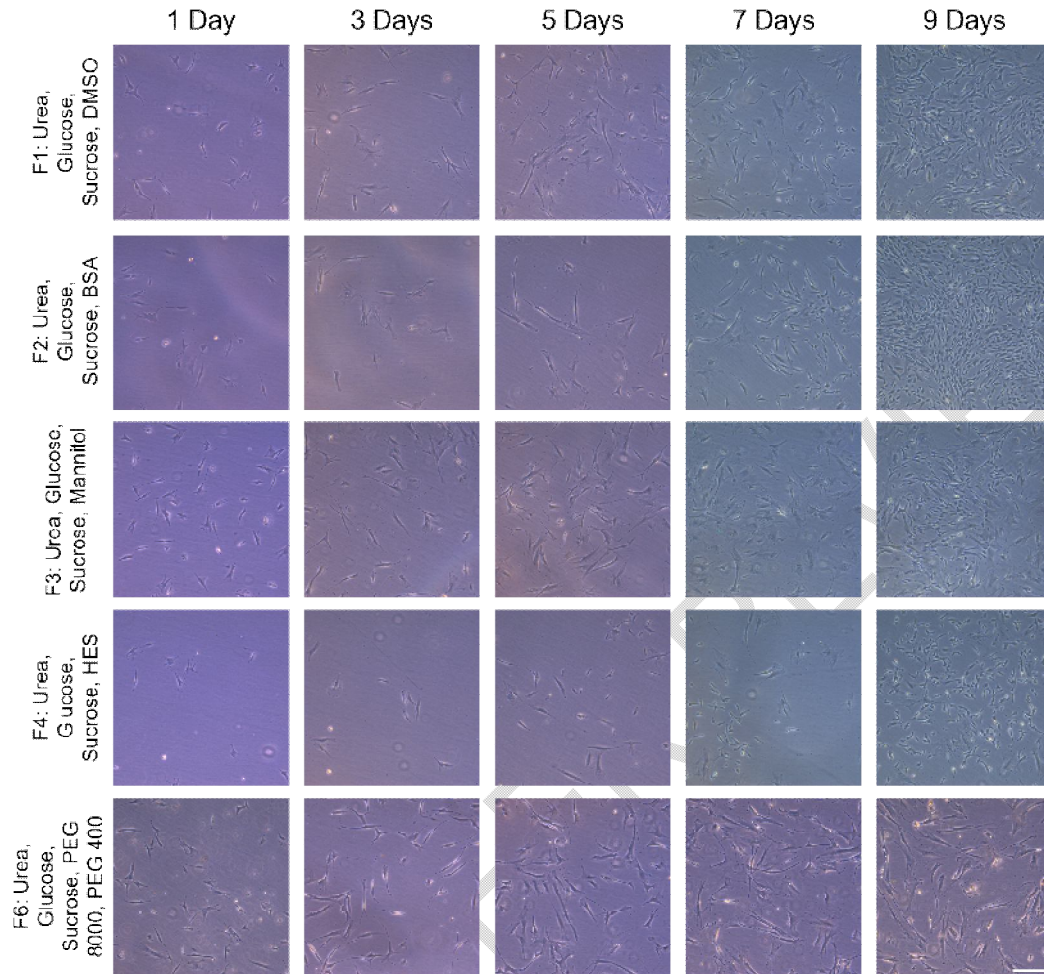 1 Day
3 Days
5 Days
7 Days
9 Days
F1: Urea,
Glucose,
Sucrose, DMSO
F2: Urea,
Glucose,
Sucrose, BSA
F3: Urea, Glucose,
Sucrose, Mannitol
F4: Urea,
G ucose,
Sucrose, HES
F6: Urea,
Glucose,
Sucrose, PEG
8000, PEG 400